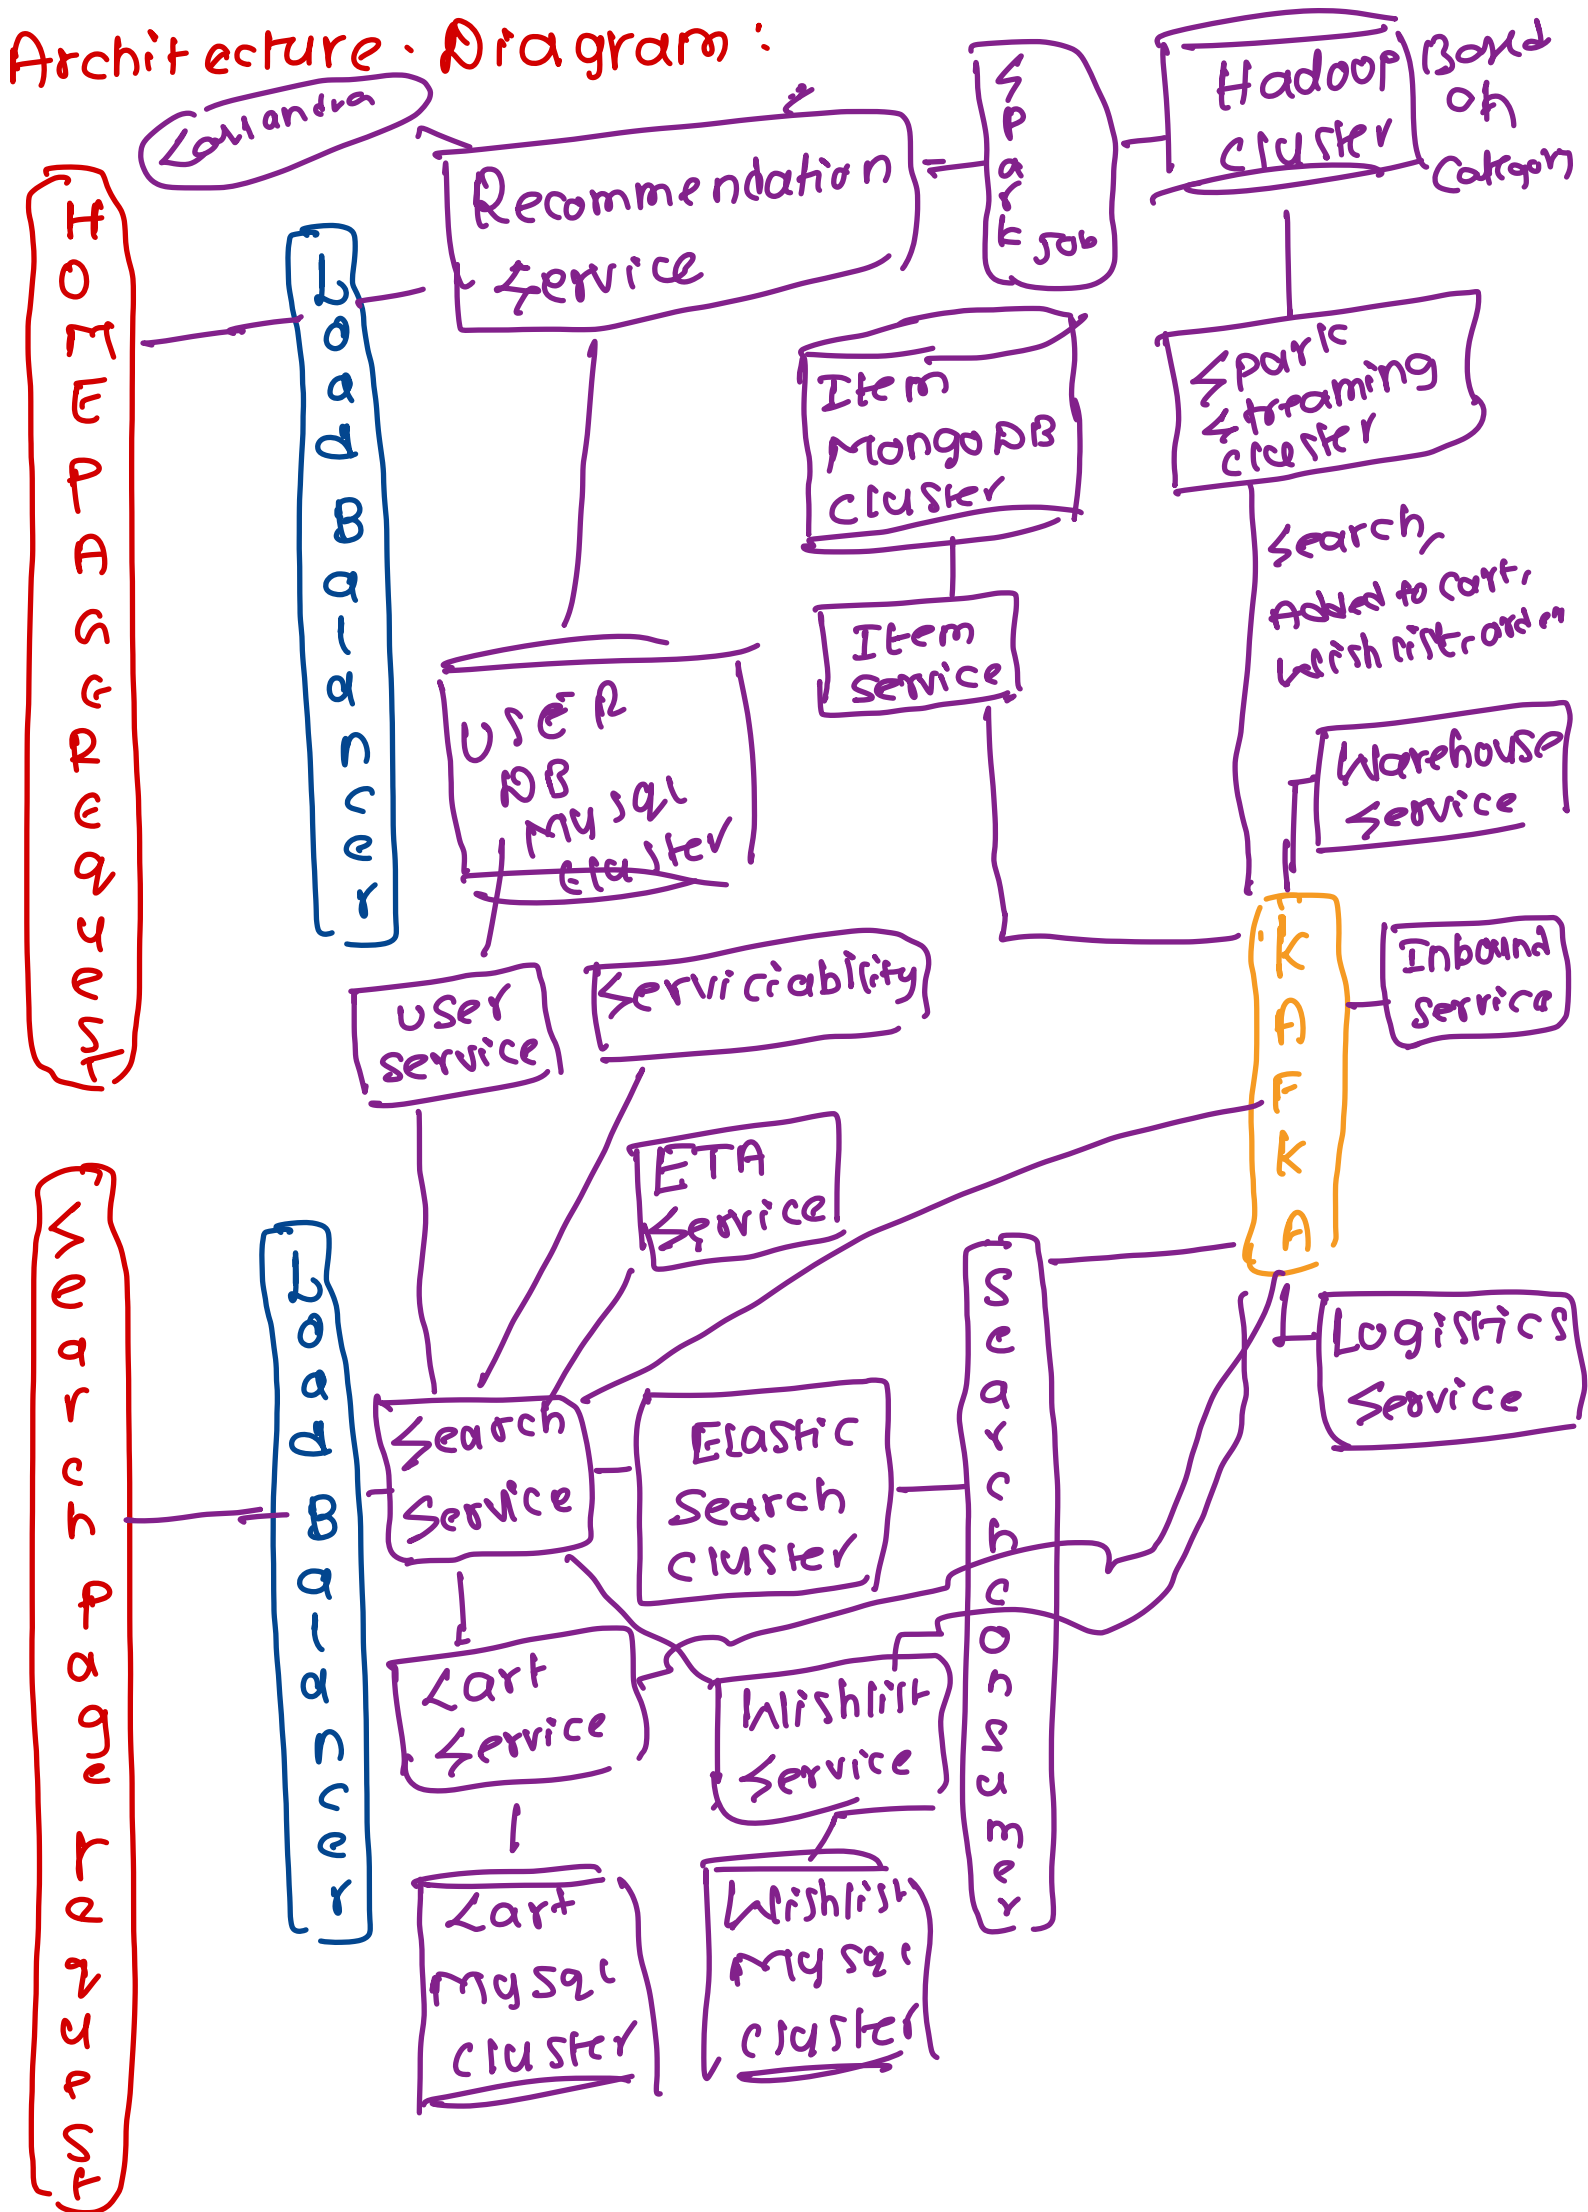 Architecture Diagram:
Cassandra
Recommendation
Service
Spark Job
Hadoop
cluster
Based
on
Category
HOMEPAGE Request
Load Balancer
Item
MongoDB
cluster
Spark
Streaming
cluster
Search,
Added to cart,
Wish list, order
Item
service
USER
DB
Mysql
cluster
Warehouse
Service
KAFKA
Inbound
service
User
service
Serviciability
ETA
Service
Search page request
Load Balancer
Search
Service
Elastic
Search
cluster
Search consumer
Logistics
Service
Cart
Service
Wishlist
Service
Cart
Mysql
cluster
Wishlist
Mysql
cluster